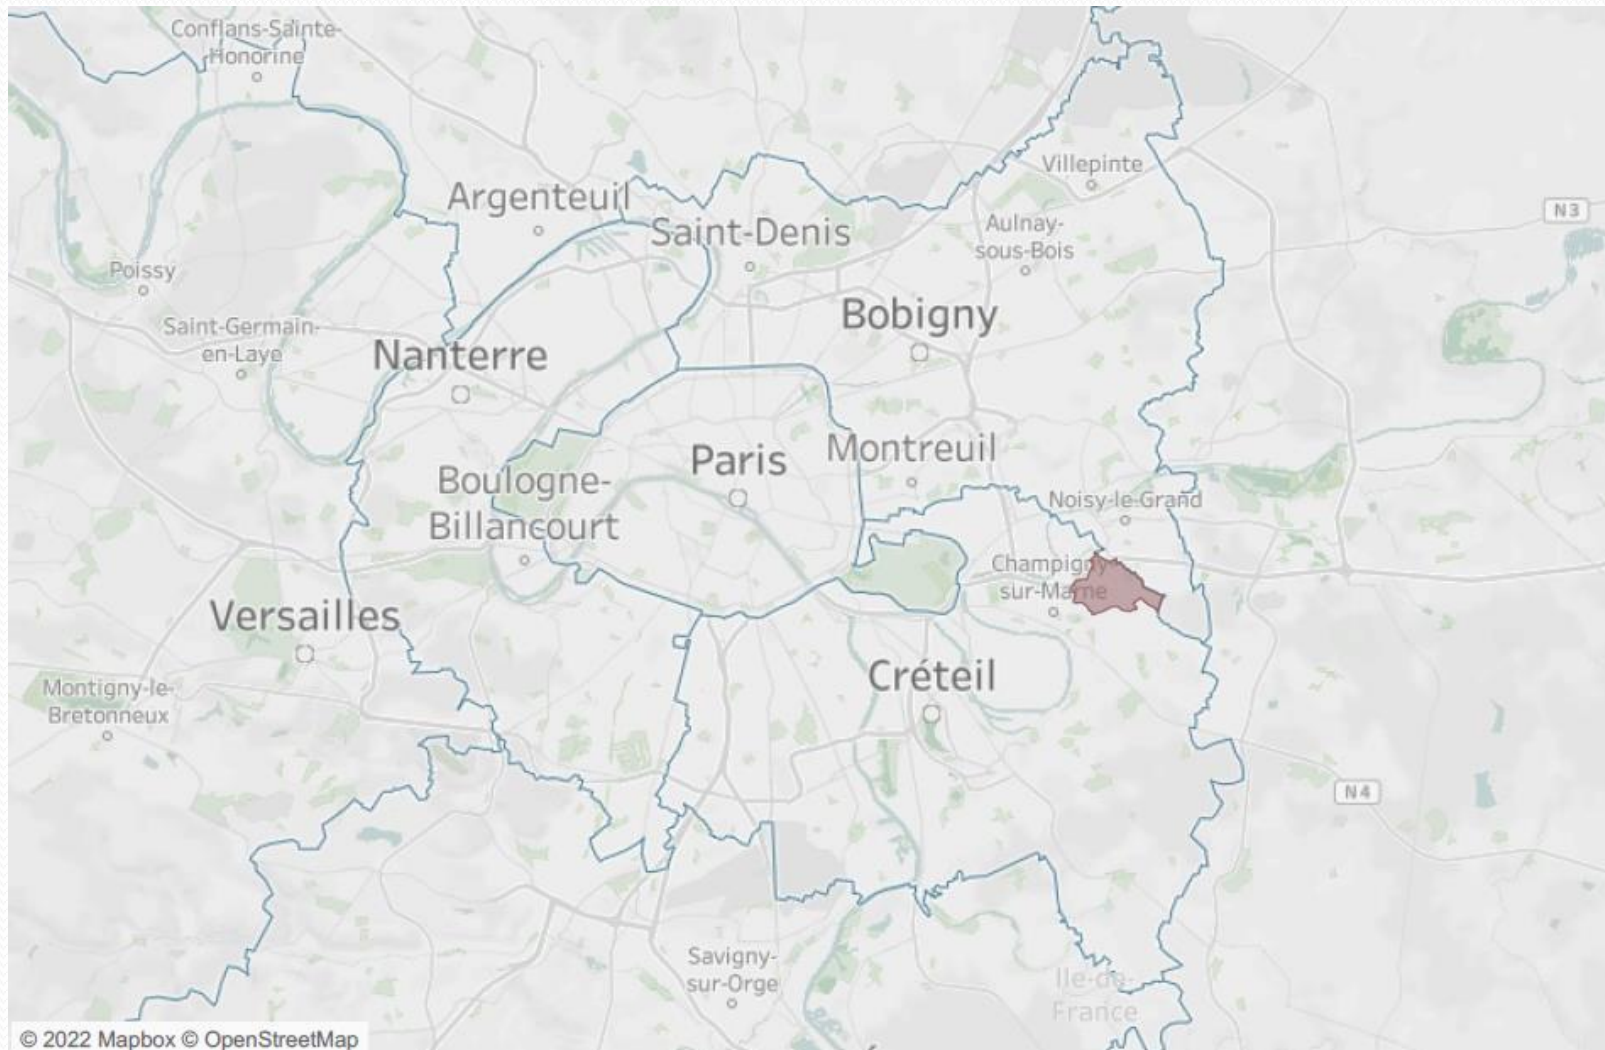 Conflans-Sainte-
Honorine
Villepinte
Argenteuil
N3
Saint-Denis
Aulnay-
sous-Bois
Poissy
Bobigny
Saint-Germain-
en-Laye
Nanterre
Montreuil
Paris
Boulogne-
Billancourt
Noisy-le-Grand
Champigny-
sur-Marne
Versailles
Créteil
Montigny-le-
Bretonneux
N4
Savigny-
sur-Orge
Ile-de-
France
© 2022 Mapbox © OpenStreetMap